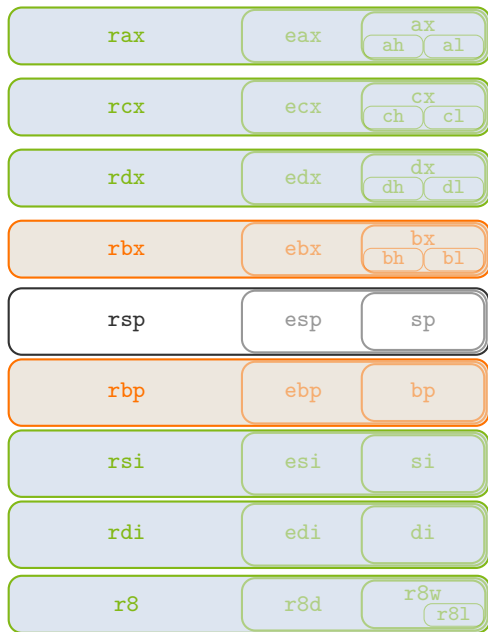 rax eax ax
ah al
rcx ecx cx
ch cl
rdx edx dx
dh dl
rbx ebx bx
bh bl
rsp esp sp
rbp ebp bp
rsi esi si
rdi edi di
r8 r8d r8w
r8l